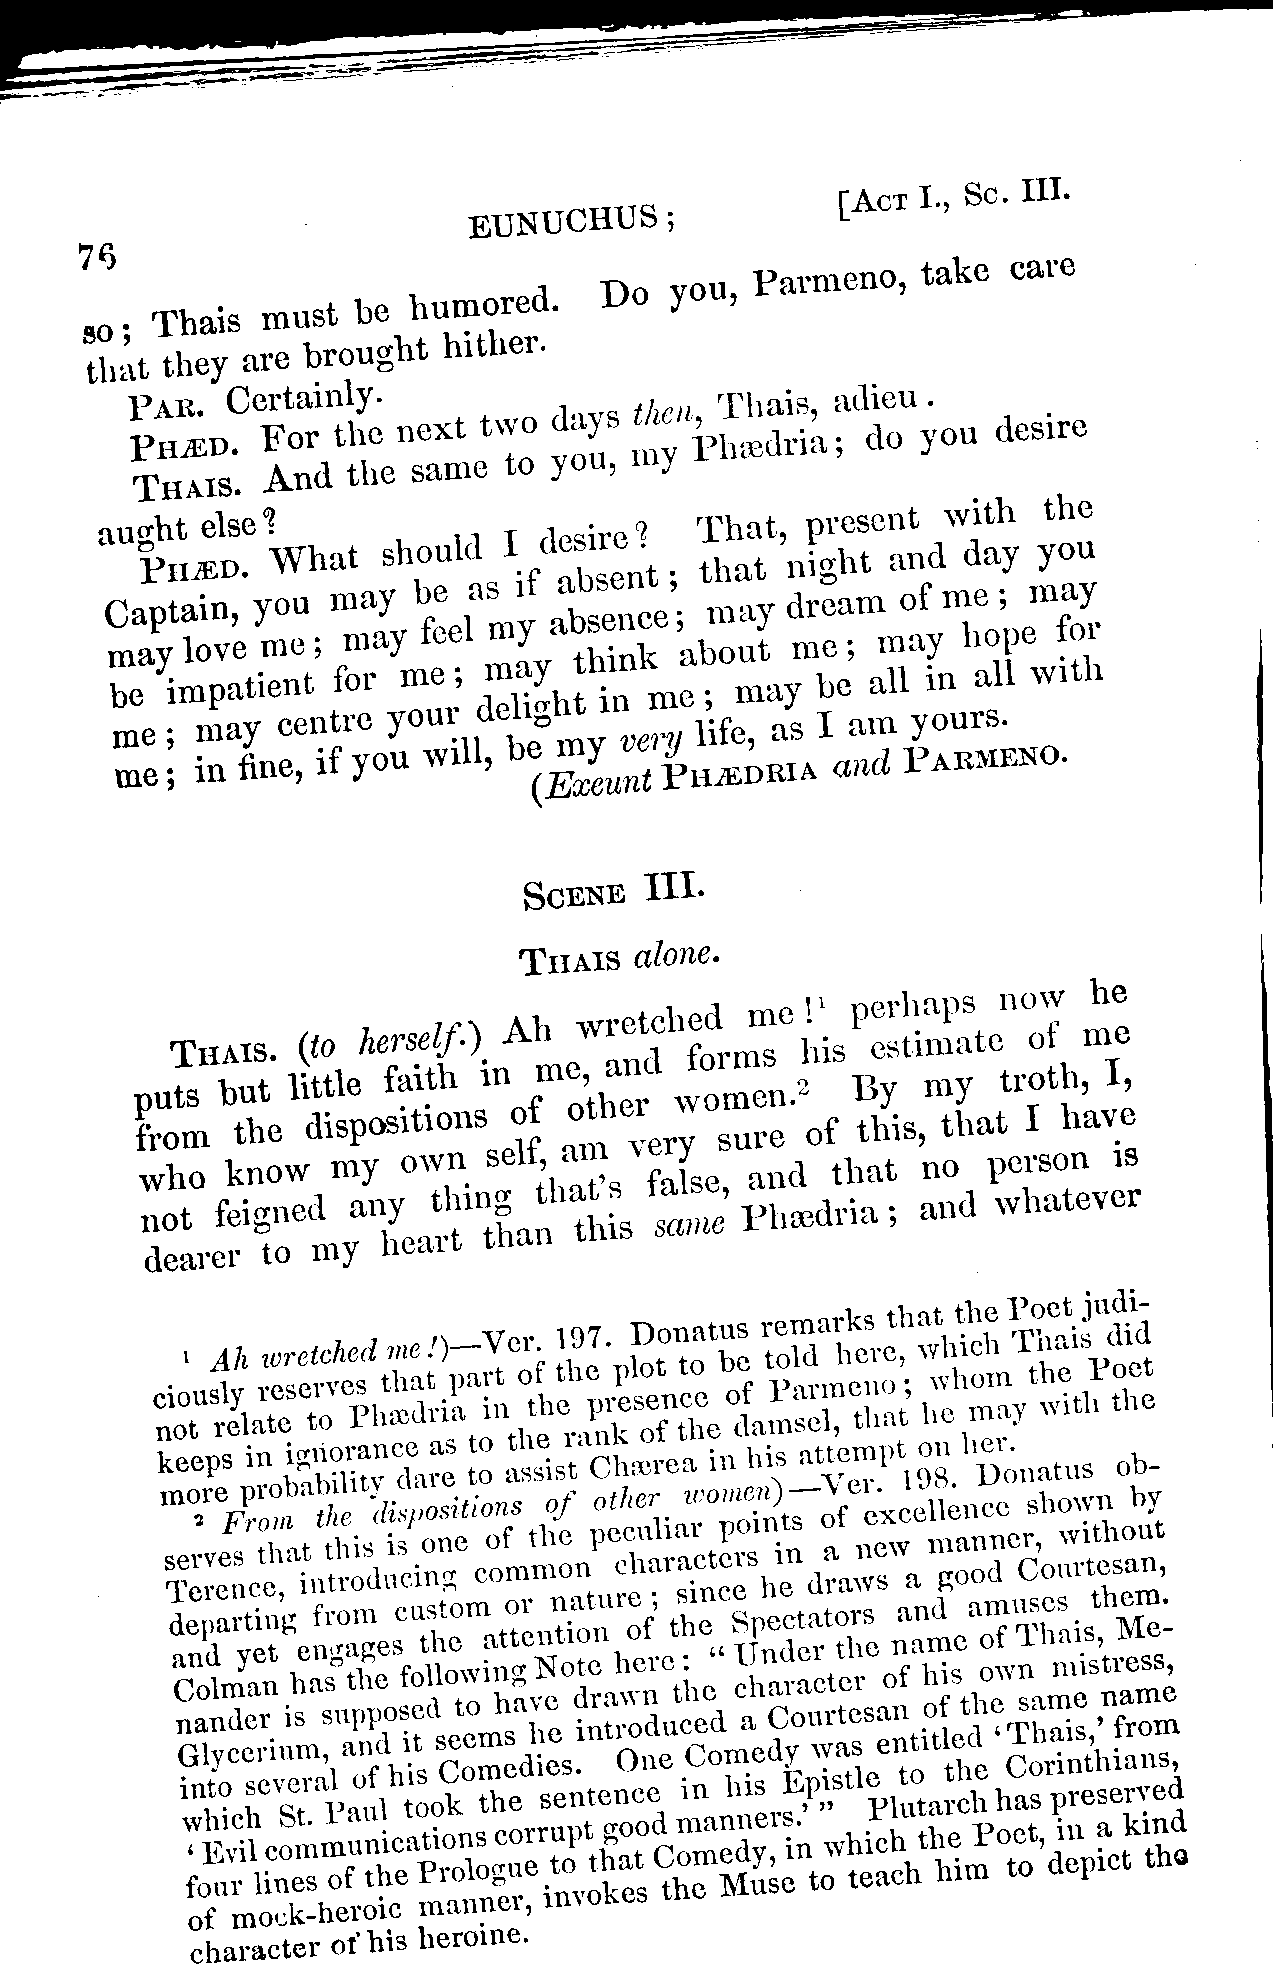 76 EUNUCHUS; [ACT I., Sc. III.
so; Thais must be humored. Do you, Parmeno, take care
that they are brought hither.
PAR. Certainly.
PHÆD. For the next two days then, Thais, adieu.
THAIS. And the same to you, my Phædria; do you desire
aught else?
PHÆD. What should I desire? That, present with the
Captain, you may be as if absent; that night and day you
may love me; may feel my absence; may dream of me; may
be impatient for me; may think about me; may hope for
me; may centre your delight in me; may be all in all with
me; in fine, if you will, be my very life, as I am yours.
(Exeunt PHÆDRIA and PARMENO.
SCENE III.
THAIS alone.
THAIS. (to herself.) Ah wretched me!¹ perhaps now he
puts but little faith in me, and forms his estimate of me
from the dispositions of other women.² By my troth, I,
who know my own self, am very sure of this, that I have
not feigned any thing that's false, and that no person is
dearer to my heart than this same Phædria; and whatever
¹ Ah wretched me!)—Ver. 197. Donatus remarks that the Poet judi-
ciously reserves that part of the plot to be told here, which Thais did
not relate to Phædria in the presence of Parmeno; whom the Poet
keeps in ignorance as to the rank of the damsel, that he may with the
more probability dare to assist Chærea in his attempt on her.
² From the dispositions of other women)—Ver. 198. Donatus ob-
serves that this is one of the peculiar points of excellence shown by
Terence, introducing common characters in a new manner, without
departing from custom or nature; since he draws a good Courtesan,
and yet engages the attention of the Spectators and amuses them.
Colman has the following Note here: "Under the name of Thais, Me-
nander is supposed to have drawn the character of his own mistress,
Glycerium, and it seems he introduced a Courtesan of the same name
into several of his Comedies. One Comedy was entitled 'Thais,' from
which St. Paul took the sentence in his Epistle to the Corinthians,
'Evil communications corrupt good manners.'" Plutarch has preserved
four lines of the Prologue to that Comedy, in which the Poet, in a kind
of mock-heroic manner, invokes the Muse to teach him to depict the
character of his heroine.